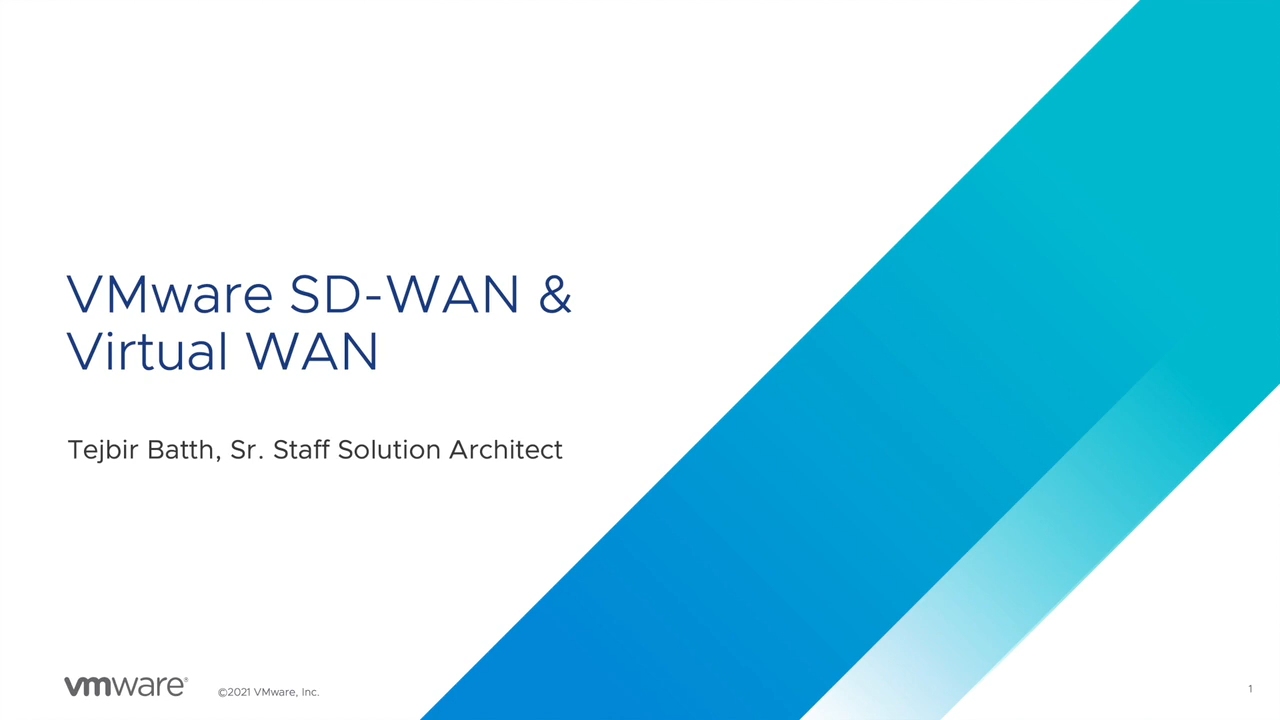 VMware SD-WAN &
Virtual WAN
Tejbir Batth, Sr. Staff Solution Architect
vmware®
©2021 VMware, Inc.
1